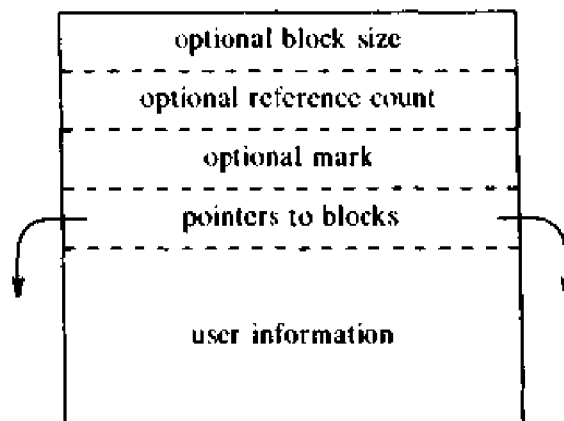 optional block size
optional reference count
optional mark
pointers to blocks
user information